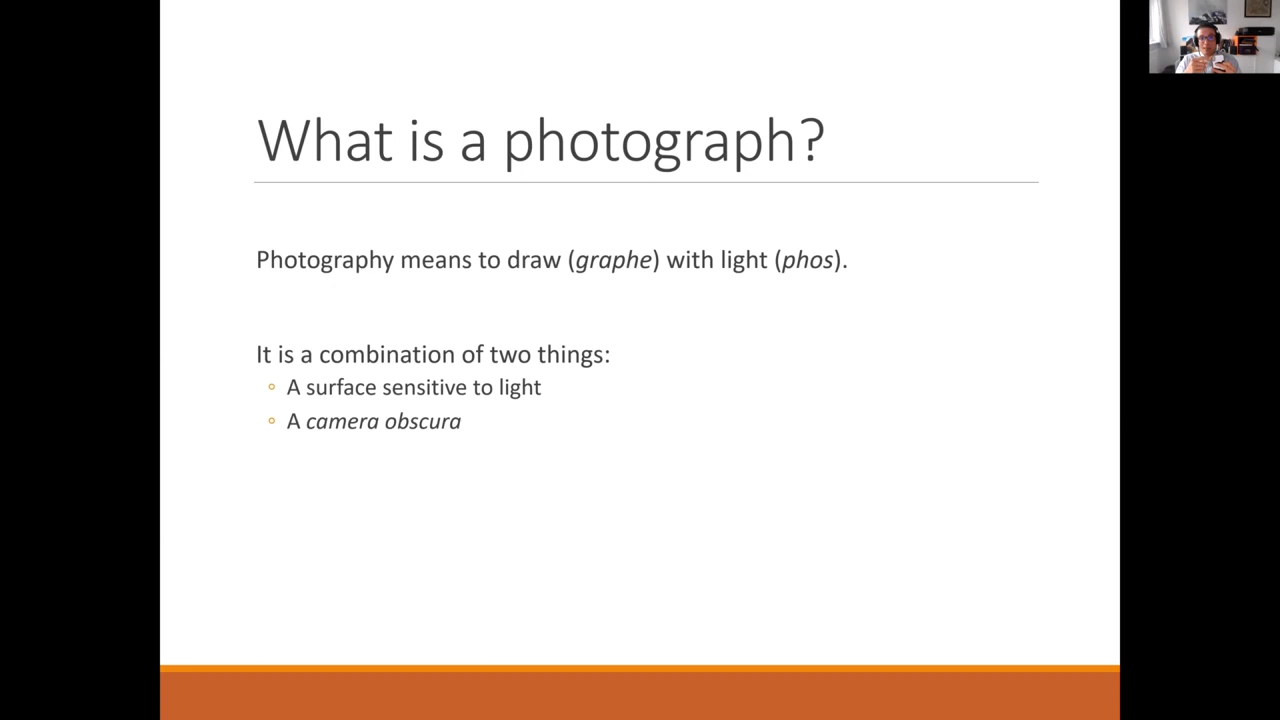 What is a photograph?
Photography means to draw (graphe) with light (phos).
It is a combination of two things:
◦ A surface sensitive to light
◦ A camera obscura